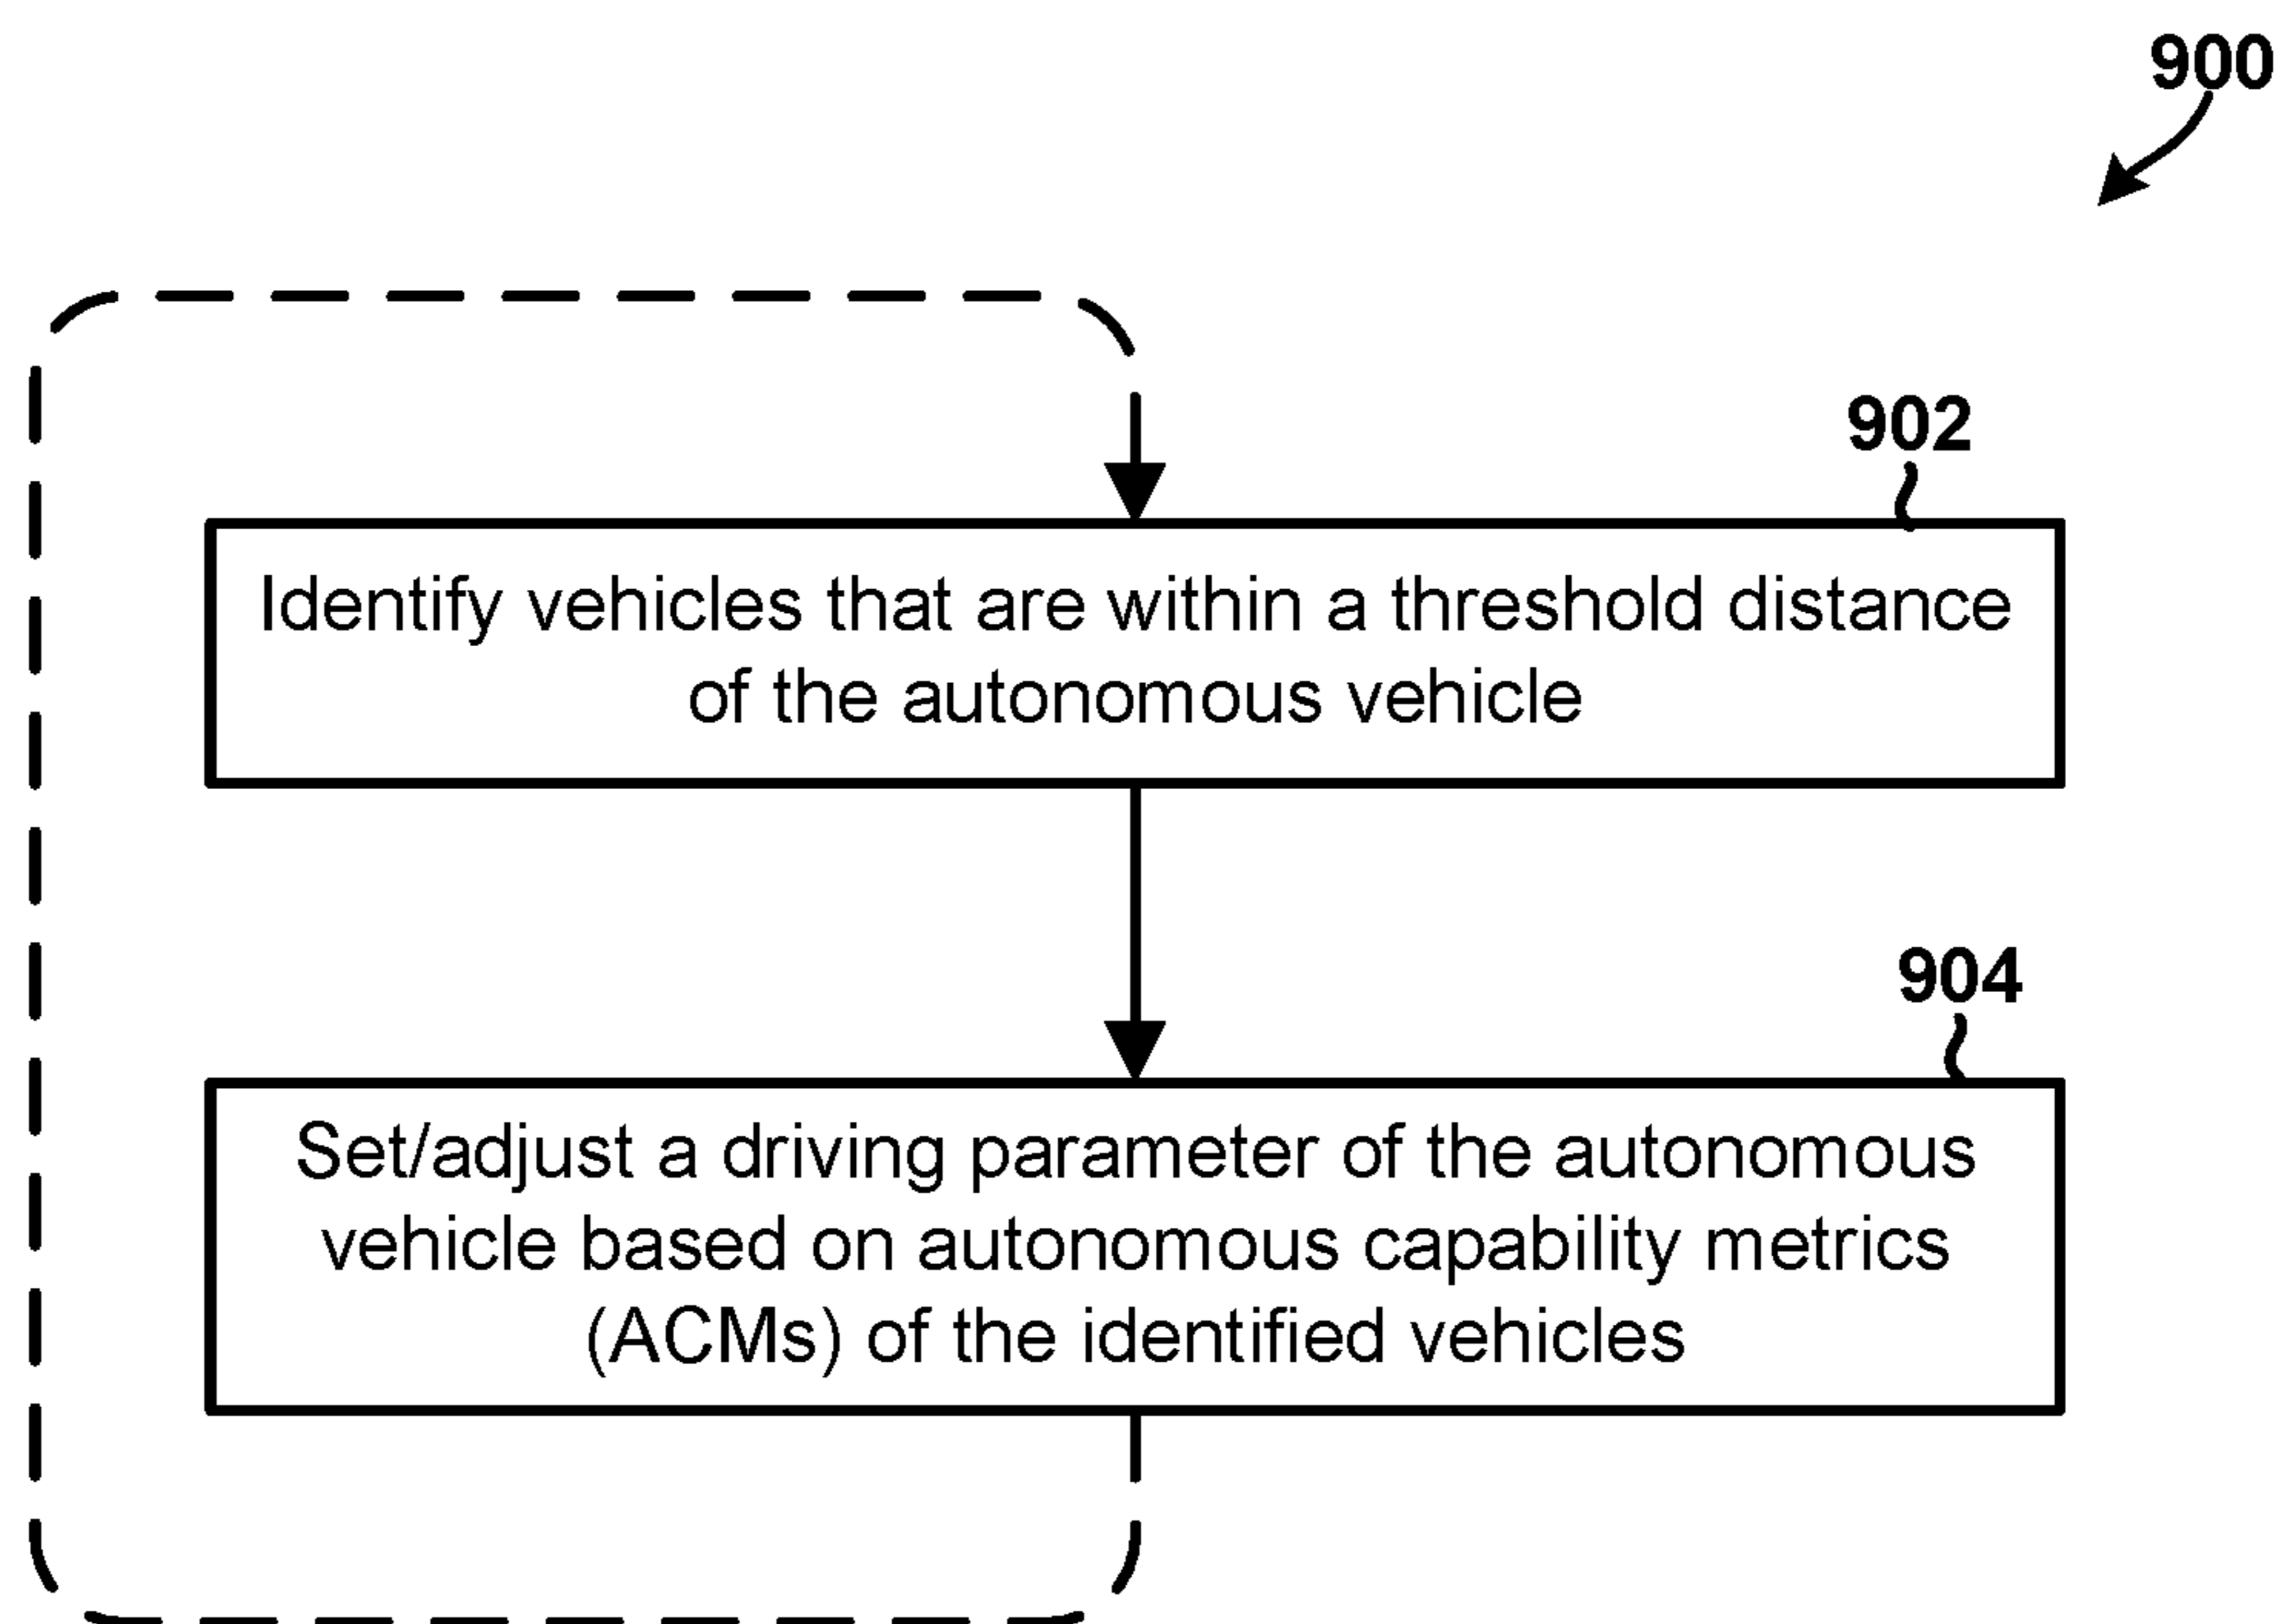 900
902
Identify vehicles that are within a threshold distance
of the autonomous vehicle
904
Set/adjust a driving parameter of the autonomous
vehicle based on autonomous capability metrics
(ACMs) of the identified vehicles